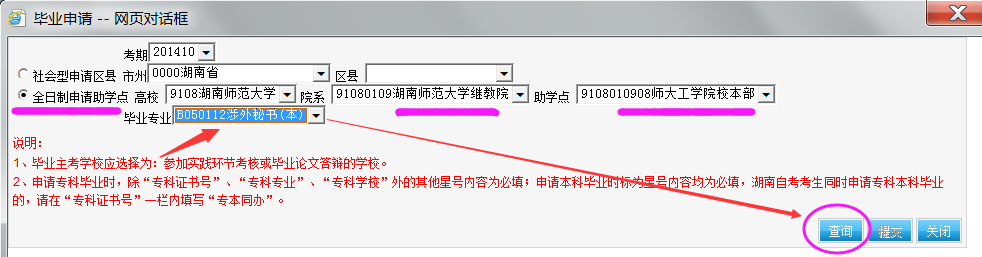 毕业申请 -- 网页对话框
考期 201410
社会型申请区县 市州 0000湖南省 区县
全日制申请助学点 高校 9108湖南师范大学 院系 91080109湖南师范大学继教院 助学点 9108010908师大工学院校本部
毕业专业 B050112涉外秘书(本)
说明：
1、毕业主考学校应选择为：参加实践环节考核或毕业论文答辩的学校。
2、申请专科毕业时，除“专科证书号”、“专科专业”、“专科学校”外的其他星号内容为必填；申请本科毕业时标为星号内容均为必填，湖南自考考生同时申请专科本科毕业
的，请在“专科证书号”一栏内填写“专本同办”。
查询 提交 关闭